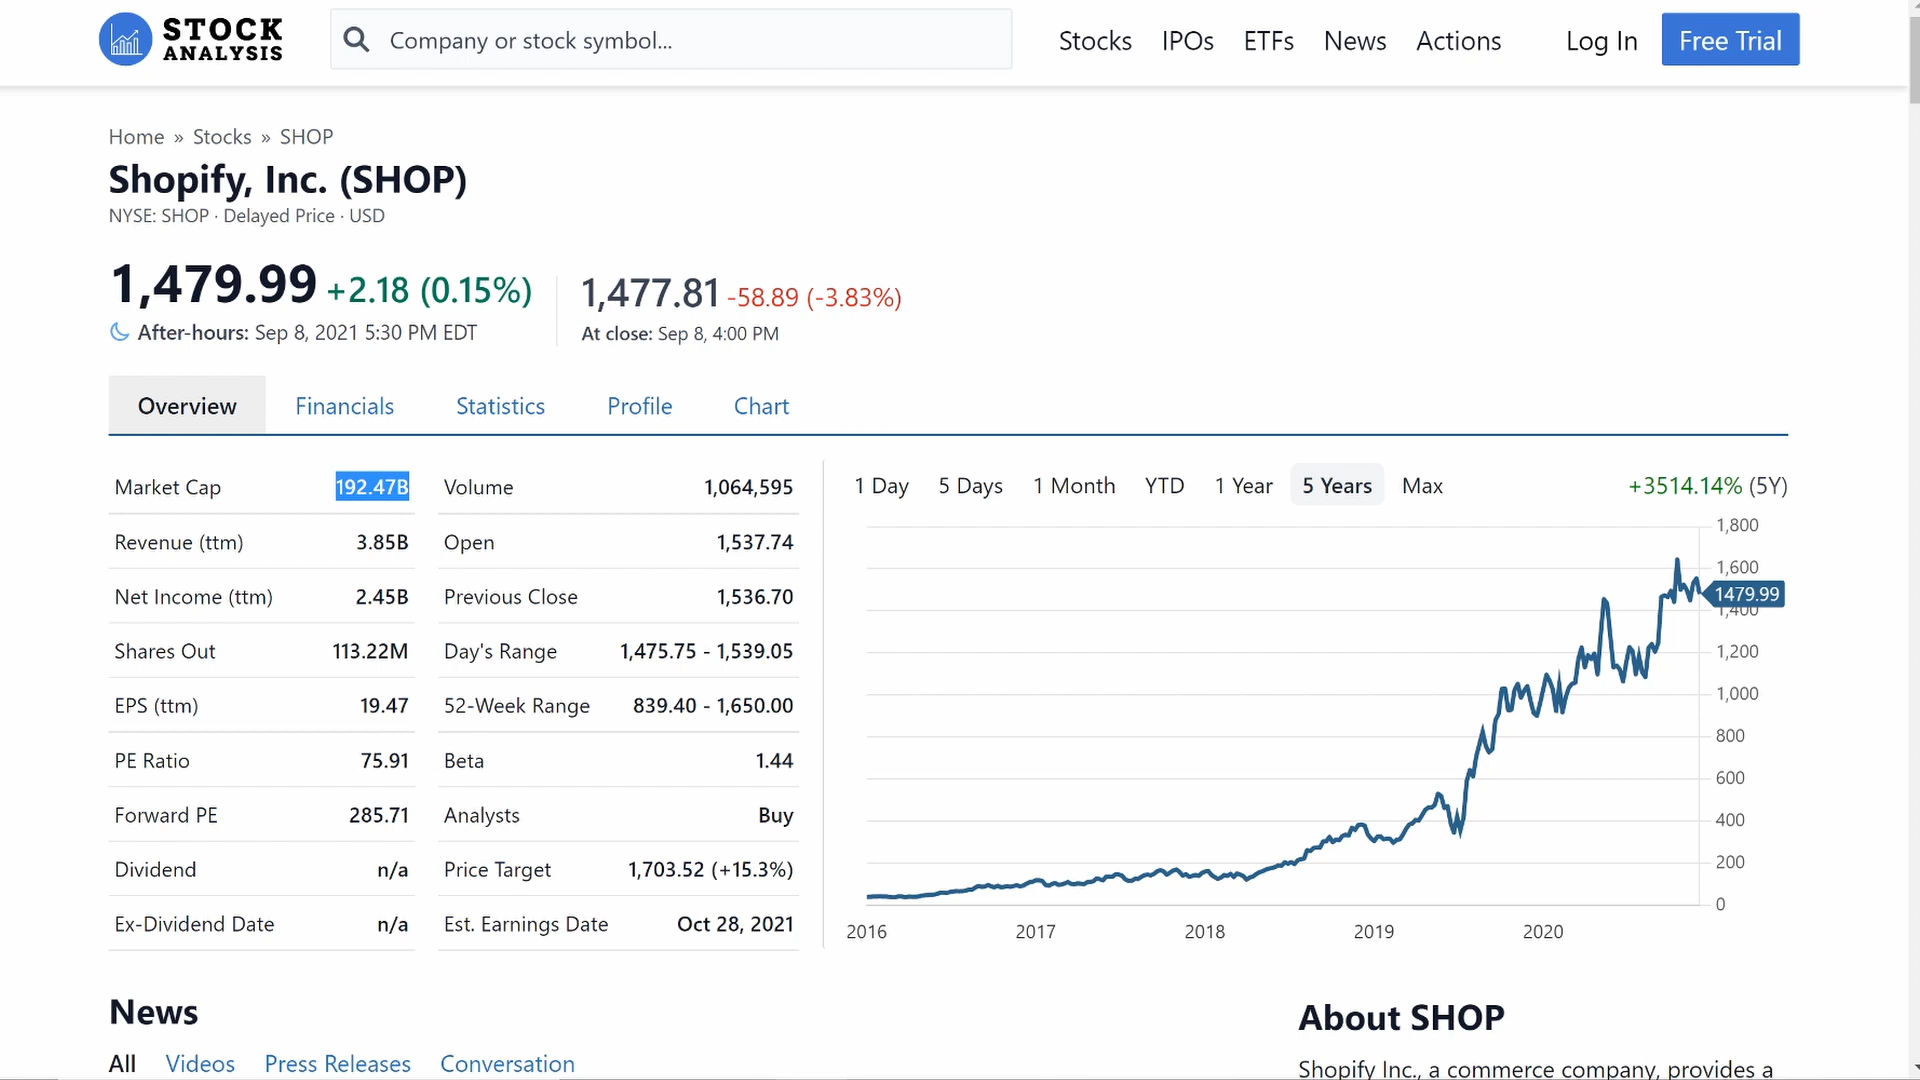 STOCK
ANALYSIS
Company or stock symbol...
Stocks
IPOs
ETFs
News
Actions
Log In
Free Trial
Home » Stocks » SHOP
Shopify, Inc. (SHOP)
NYSE: SHOP · Delayed Price · USD
1,479.99 +2.18 (0.15%)
After-hours: Sep 8, 2021 5:30 PM EDT
1,477.81 -58.89 (-3.83%)
At close: Sep 8, 4:00 PM
Overview
Financials
Statistics
Profile
Chart
Market Cap 192.47B
Revenue (ttm) 3.85B
Net Income (ttm) 2.45B
Shares Out 113.22M
EPS (ttm) 19.47
PE Ratio 75.91
Forward PE 285.71
Dividend n/a
Ex-Dividend Date n/a
Volume 1,064,595
Open 1,537.74
Previous Close 1,536.70
Day's Range 1,475.75 - 1,539.05
52-Week Range 839.40 - 1,650.00
Beta 1.44
Analysts Buy
Price Target 1,703.52 (+15.3%)
Est. Earnings Date Oct 28, 2021
1 Day
5 Days
1 Month
YTD
1 Year
5 Years
Max
+3514.14% (5Y)
1,800
1,600
1479.99
1,400
1,200
1,000
800
600
400
200
0
2016
2017
2018
2019
2020
News
All
Videos
Press Releases
Conversation
About SHOP
Shopify Inc., a commerce company, provides a